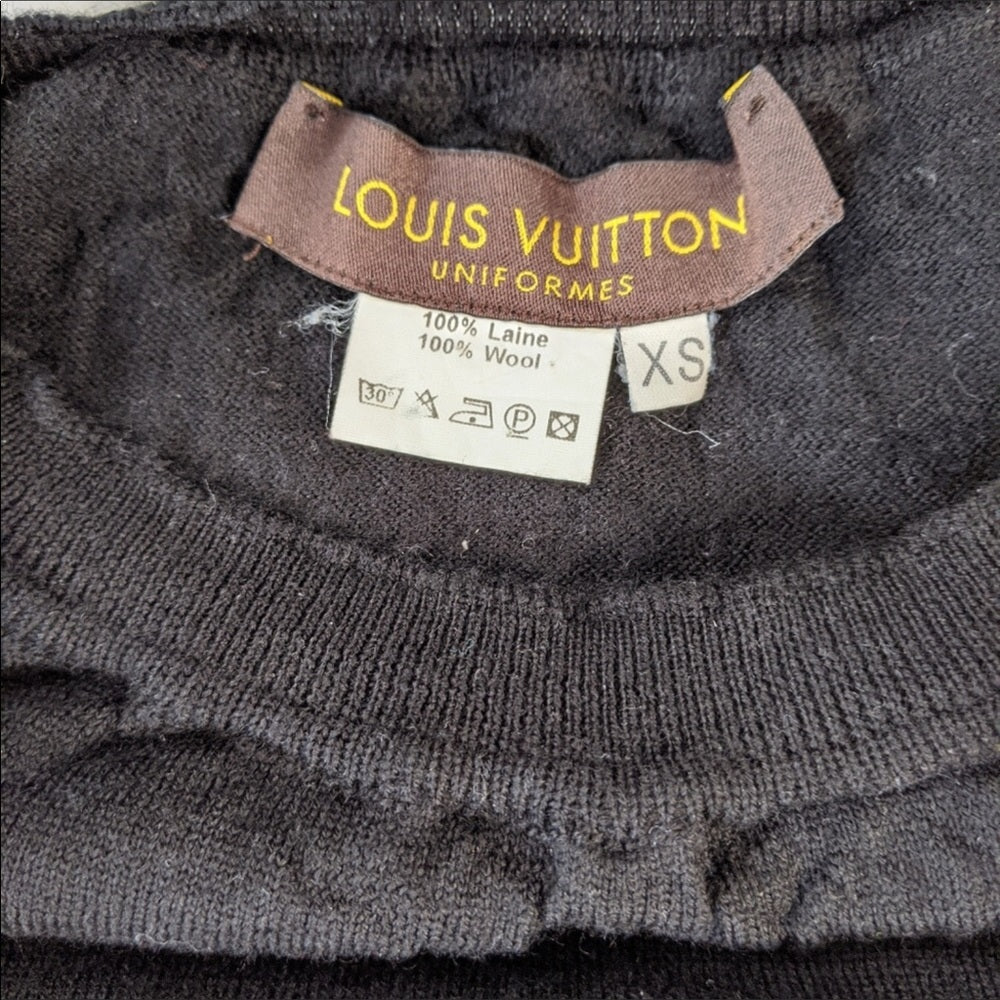 LOUIS VUITTON
UNIFORMES
100% Laine
100% Wool
XS
30°
P